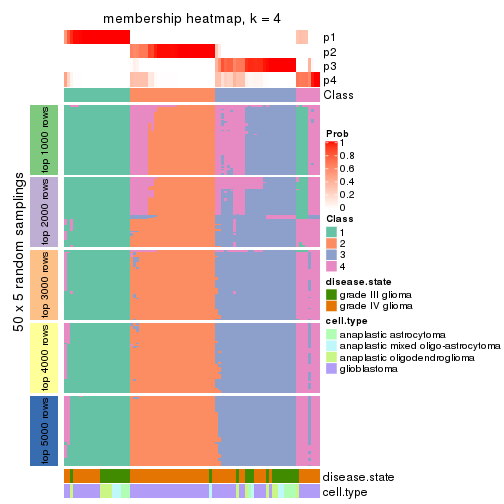 membership heatmap, k = 4
p1
p2
p3
p4
Class
50 x 5 random samplings
top 1000 rows
top 2000 rows
top 3000 rows
top 4000 rows
top 5000 rows
disease.state
cell.type
Prob
1
0.8
0.6
0.4
0.2
0
Class
1
2
3
4
disease.state
grade III glioma
grade IV glioma
cell.type
anaplastic astrocytoma
anaplastic mixed oligo-astrocytoma
anaplastic oligodendroglioma
glioblastoma